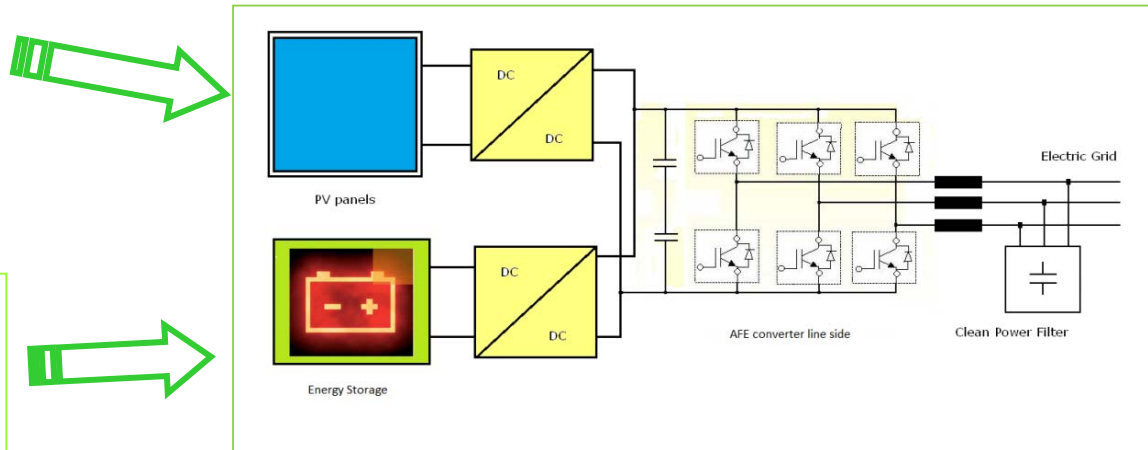 DC
DC
PV panels
Electric Grid
DC
DC
AFE converter line side
Clean Power Filter
Energy Storage